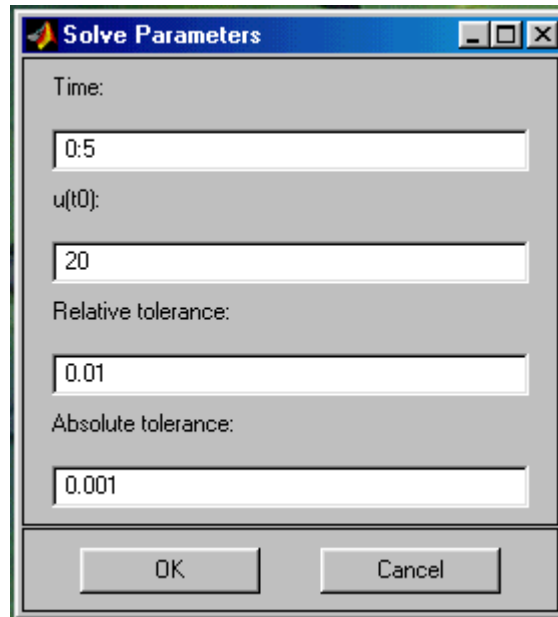 Solve Parameters
Time:
0:5
u(t0):
20
Relative tolerance:
0.01
Absolute tolerance:
0.001
OK
Cancel